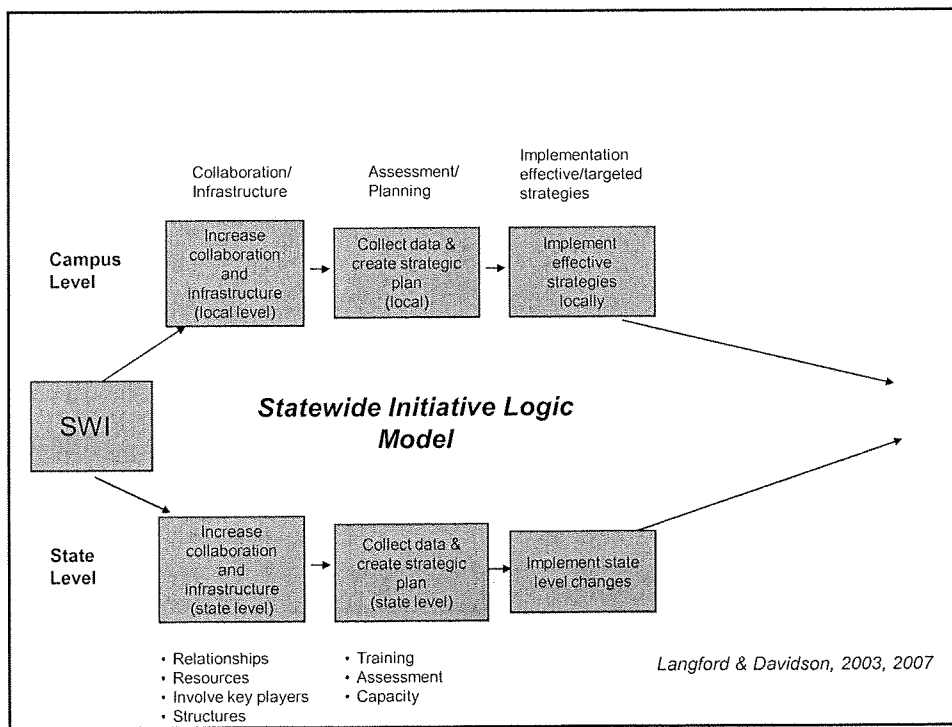 Collaboration/
Infrastructure
Assessment/
Planning
Implementation
effective/targeted
strategies
Campus
Level
Increase
collaboration
and
infrastructure
(local level)
Collect data &
create strategic
plan
(local)
Implement
effective
strategies
locally
SWI
Statewide Initiative Logic
Model
State
Level
Increase
collaboration
and
infrastructure
(state level)
Collect data &
create strategic
plan
(state level)
Implement state
level changes
• Relationships
• Resources
• Involve key players
• Structures
• Training
• Assessment
• Capacity
Langford & Davidson, 2003, 2007